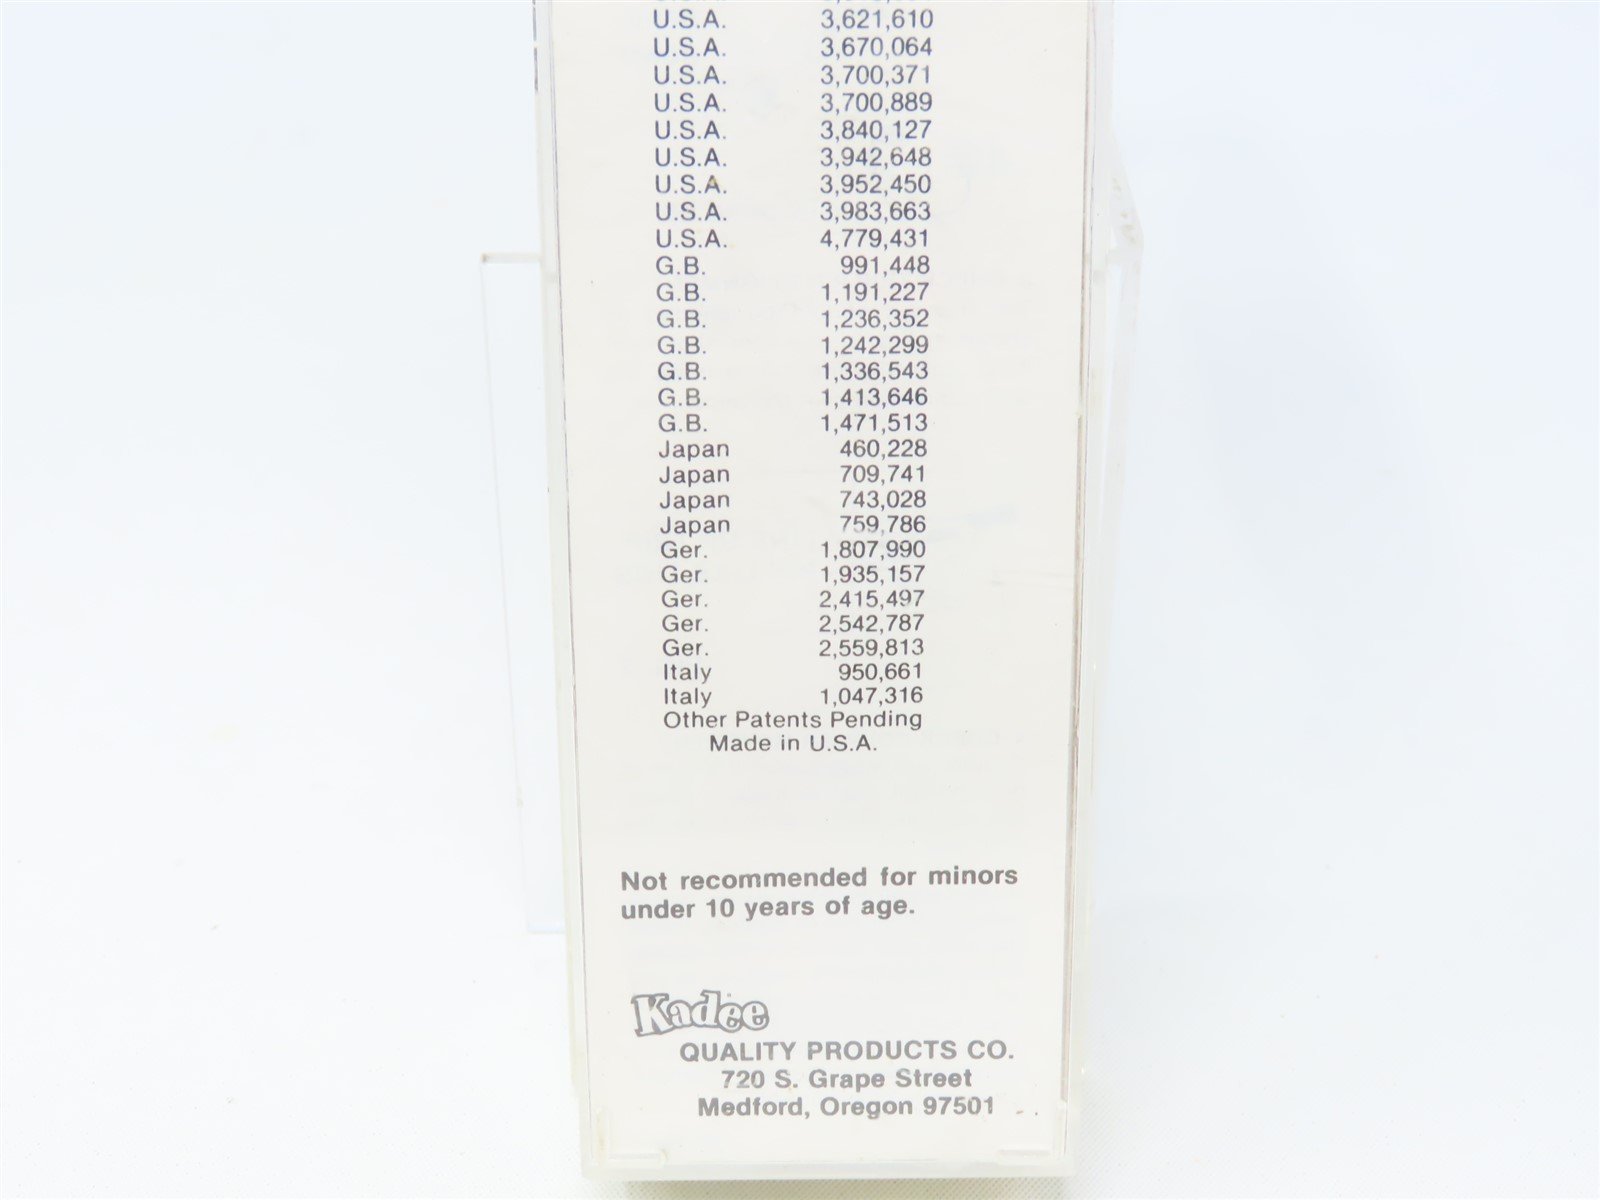 U.S.A. 3,621,610
U.S.A. 3,670,064
U.S.A. 3,700,371
U.S.A. 3,700,889
U.S.A. 3,840,127
U.S.A. 3,942,648
U.S.A. 3,952,450
U.S.A. 3,983,663
U.S.A. 4,779,431
G.B. 991,448
G.B. 1,191,227
G.B. 1,236,352
G.B. 1,242,299
G.B. 1,336,543
G.B. 1,413,646
G.B. 1,471,513
Japan 460,228
Japan 709,741
Japan 743,028
Japan 759,786
Ger. 1,807,990
Ger. 1,935,157
Ger. 2,415,497
Ger. 2,542,787
Ger. 2,559,813
Italy 950,661
Italy 1,047,316
Other Patents Pending
Made in U.S.A.
Not recommended for minors
under 10 years of age.
Kadee
QUALITY PRODUCTS CO.
720 S. Grape Street
Medford, Oregon 97501